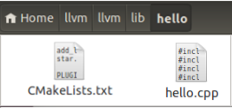 Home llvm llvm lib hello
add_l
star.
PLUGI
#incl
#incl
#incl
#incl
CMakeLists.txt
hello.cpp